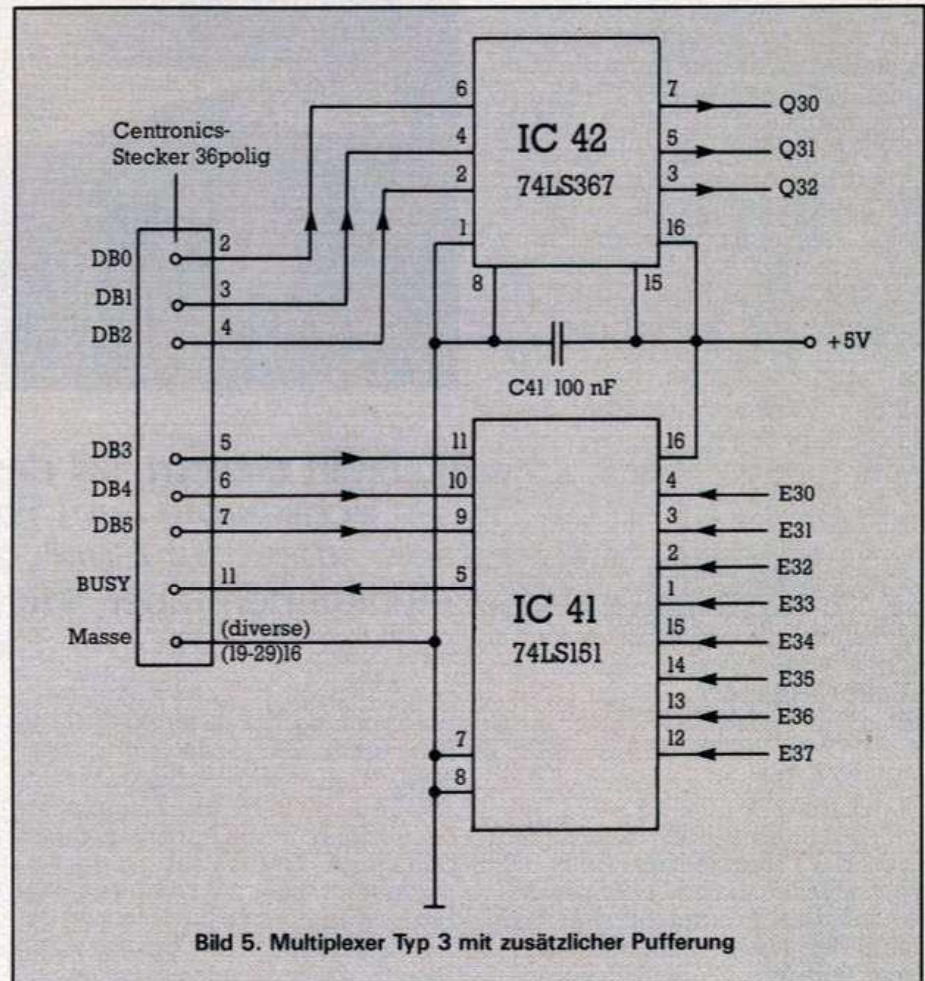 Centronics-
Stecker 36polig
DB0
DB1
DB2
DB3
DB4
DB5
BUSY
Masse
2
3
4
5
6
7
11
(diverse)
(19-29)16
6
4
2
1
8
IC 42
74LS367
7
5
3
16
15
Q30
Q31
Q32
+5V
C41 100 nF
11
10
9
5
7
8
IC 41
74LS151
16
4
3
2
1
15
14
13
12
E30
E31
E32
E33
E34
E35
E36
E37
Bild 5. Multiplexer Typ 3 mit zusätzlicher Pufferung